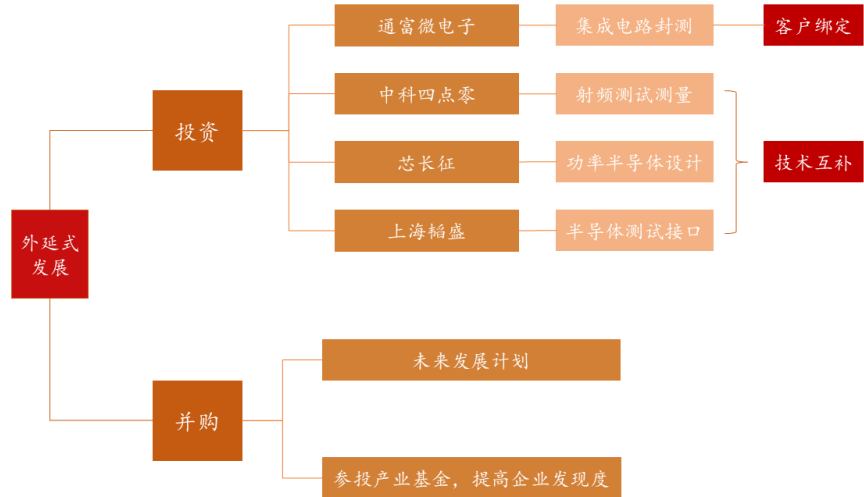 外延式
发展
投资
通富微电子
集成电路封测
客户绑定
中科四点零
射频测试测量
芯长征
功率半导体设计
技术互补
上海韬盛
半导体测试接口
并购
未来发展计划
参投产业基金，提高企业发现度